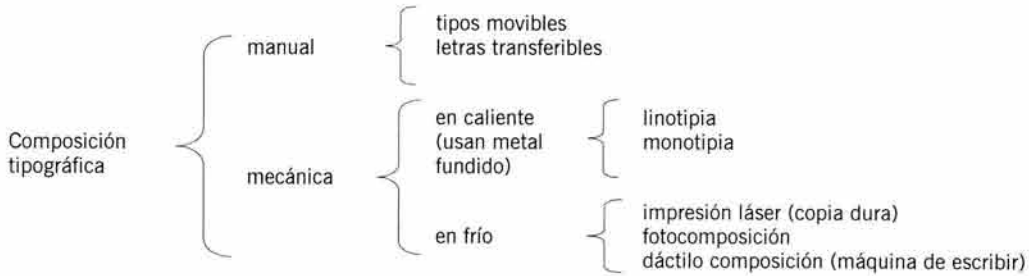 Composición
tipográfica
manual
tipos movibles
letras transferibles
mecánica
en caliente
(usan metal
fundido)
linotipia
monotipia
en frío
impresión láser (copia dura)
fotocomposición
dáctilo composición (máquina de escribir)